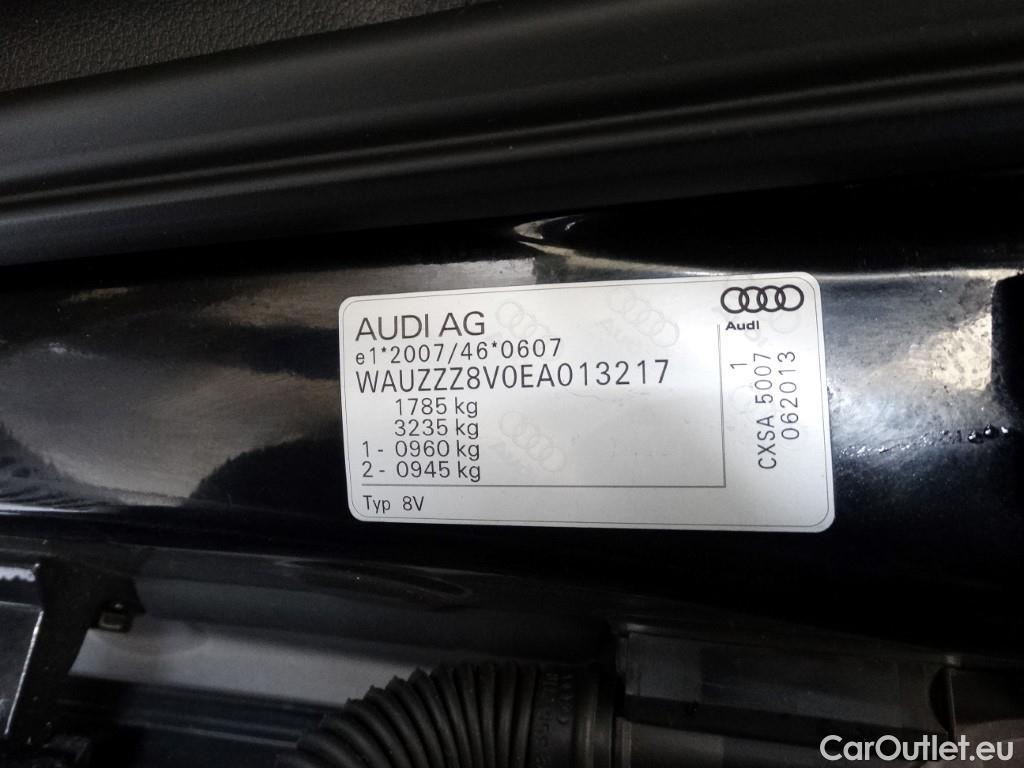 AUDI AG
e1*2007/46*0607
WAUZZZ8V0EA013217
1785 kg
3235 kg
1 - 0960 kg
2 - 0945 kg
Typ 8V
Audi
1
CXSA 5007
062013
CarOutlet.eu